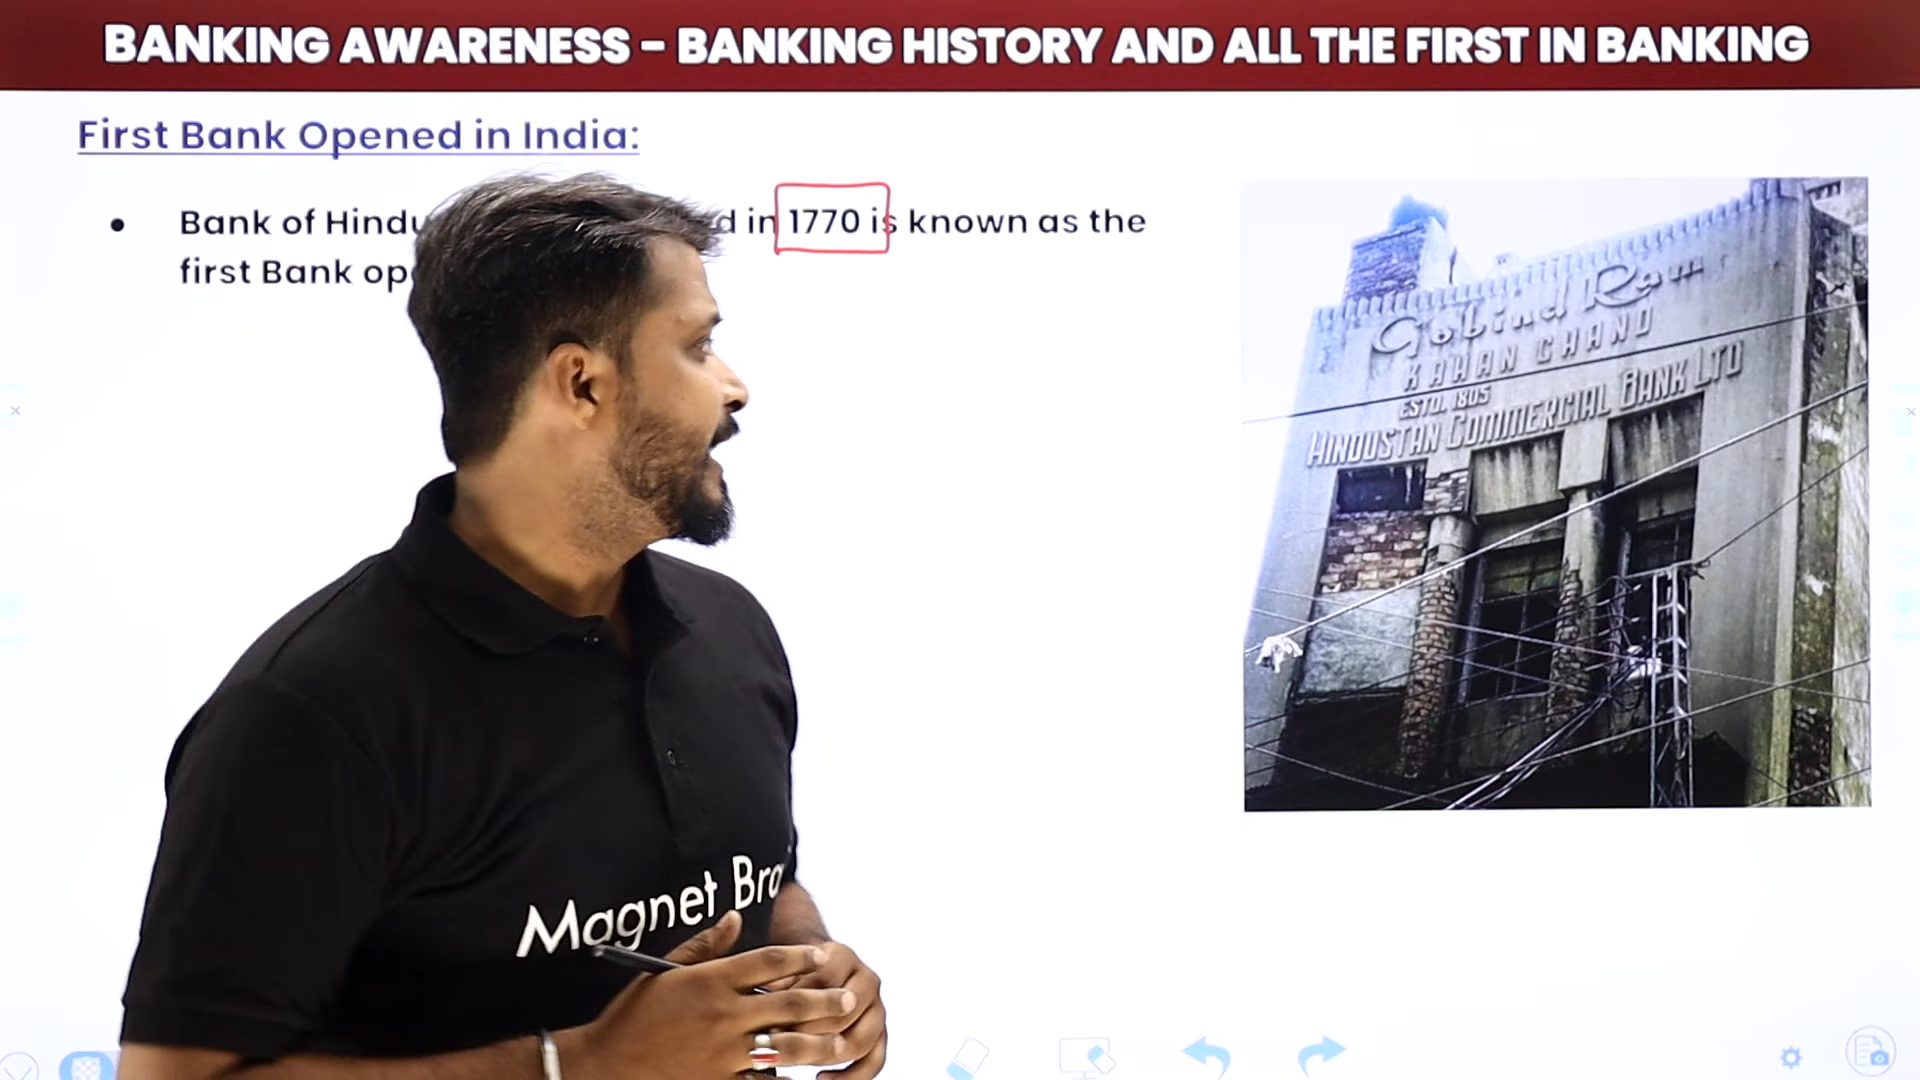 BANKING AWARENESS – BANKING HISTORY AND ALL THE FIRST IN BANKING
First Bank Opened in India:
• Bank of Hindu d in 1770 is known as the
first Bank op
Gobind Ram
KAHAN CHAND
ESTD. 1805
HINDUSTAN COMMERCIAL BANK LTD
Magnet Bra